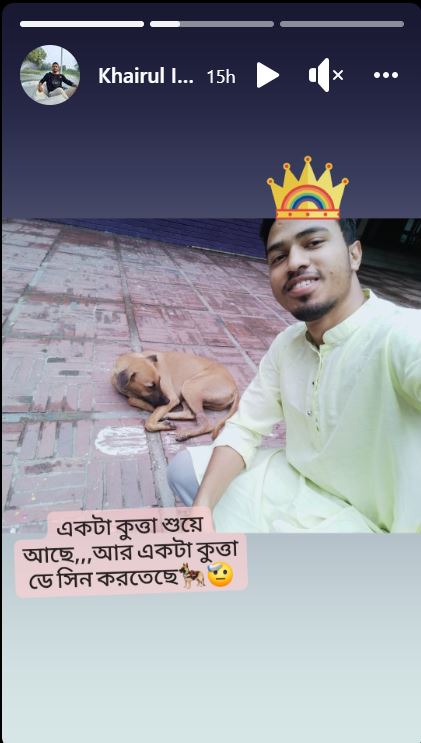 Khairul I...
15h
একটা কুত্তা শুয়ে
আছে,,,আর একটা কুত্তা
ডে সিন করতেছে🐕‍🦺🤕